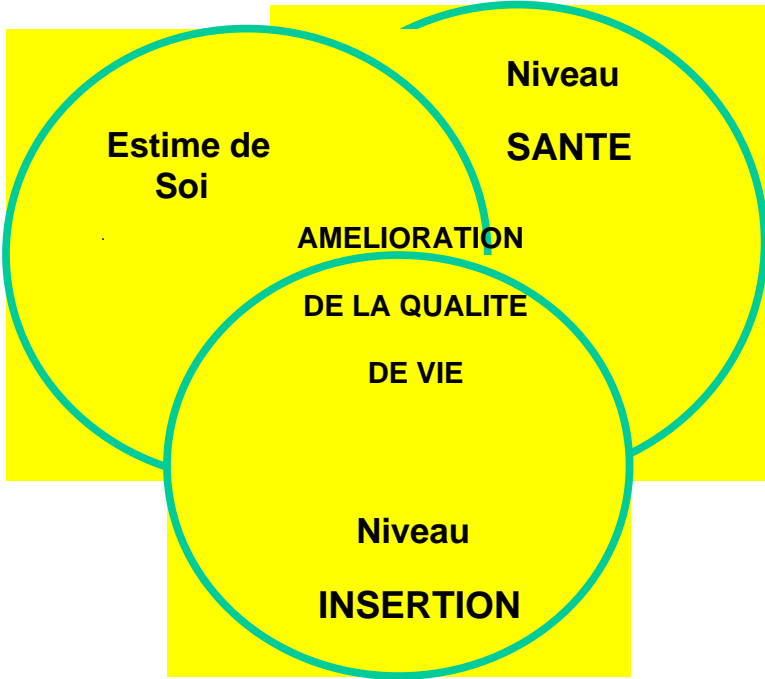 Niveau
SANTE
Estime de
Soi
AMELIORATION
DE LA QUALITE
DE VIE
Niveau
INSERTION